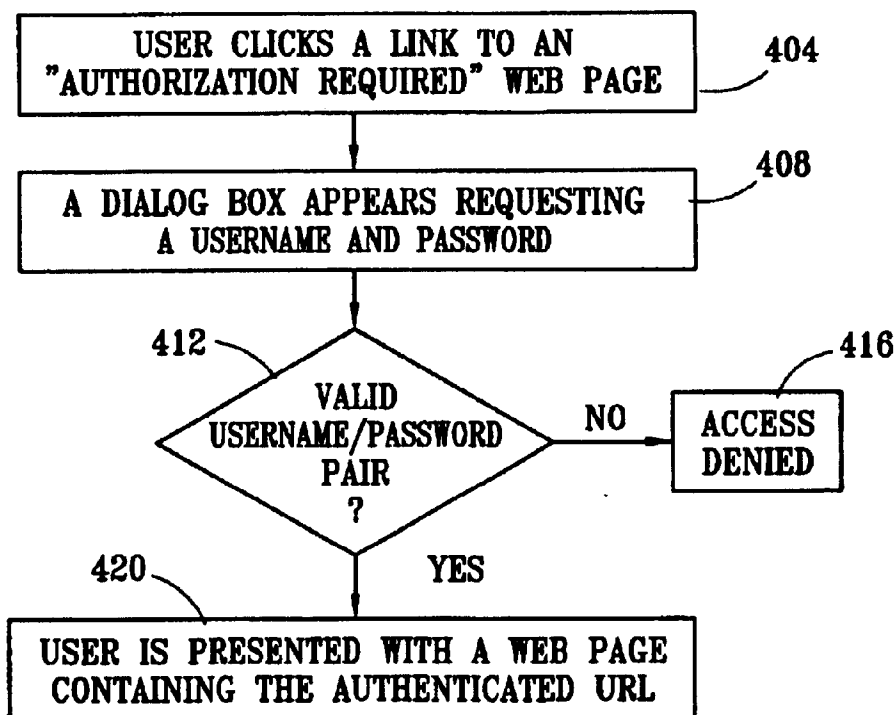 USER CLICKS A LINK TO AN
"AUTHORIZATION REQUIRED" WEB PAGE
404
A DIALOG BOX APPEARS REQUESTING
A USERNAME AND PASSWORD
408
412
VALID
USERNAME/PASSWORD
PAIR
?
NO
416
ACCESS
DENIED
YES
420
USER IS PRESENTED WITH A WEB PAGE
CONTAINING THE AUTHENTICATED URL